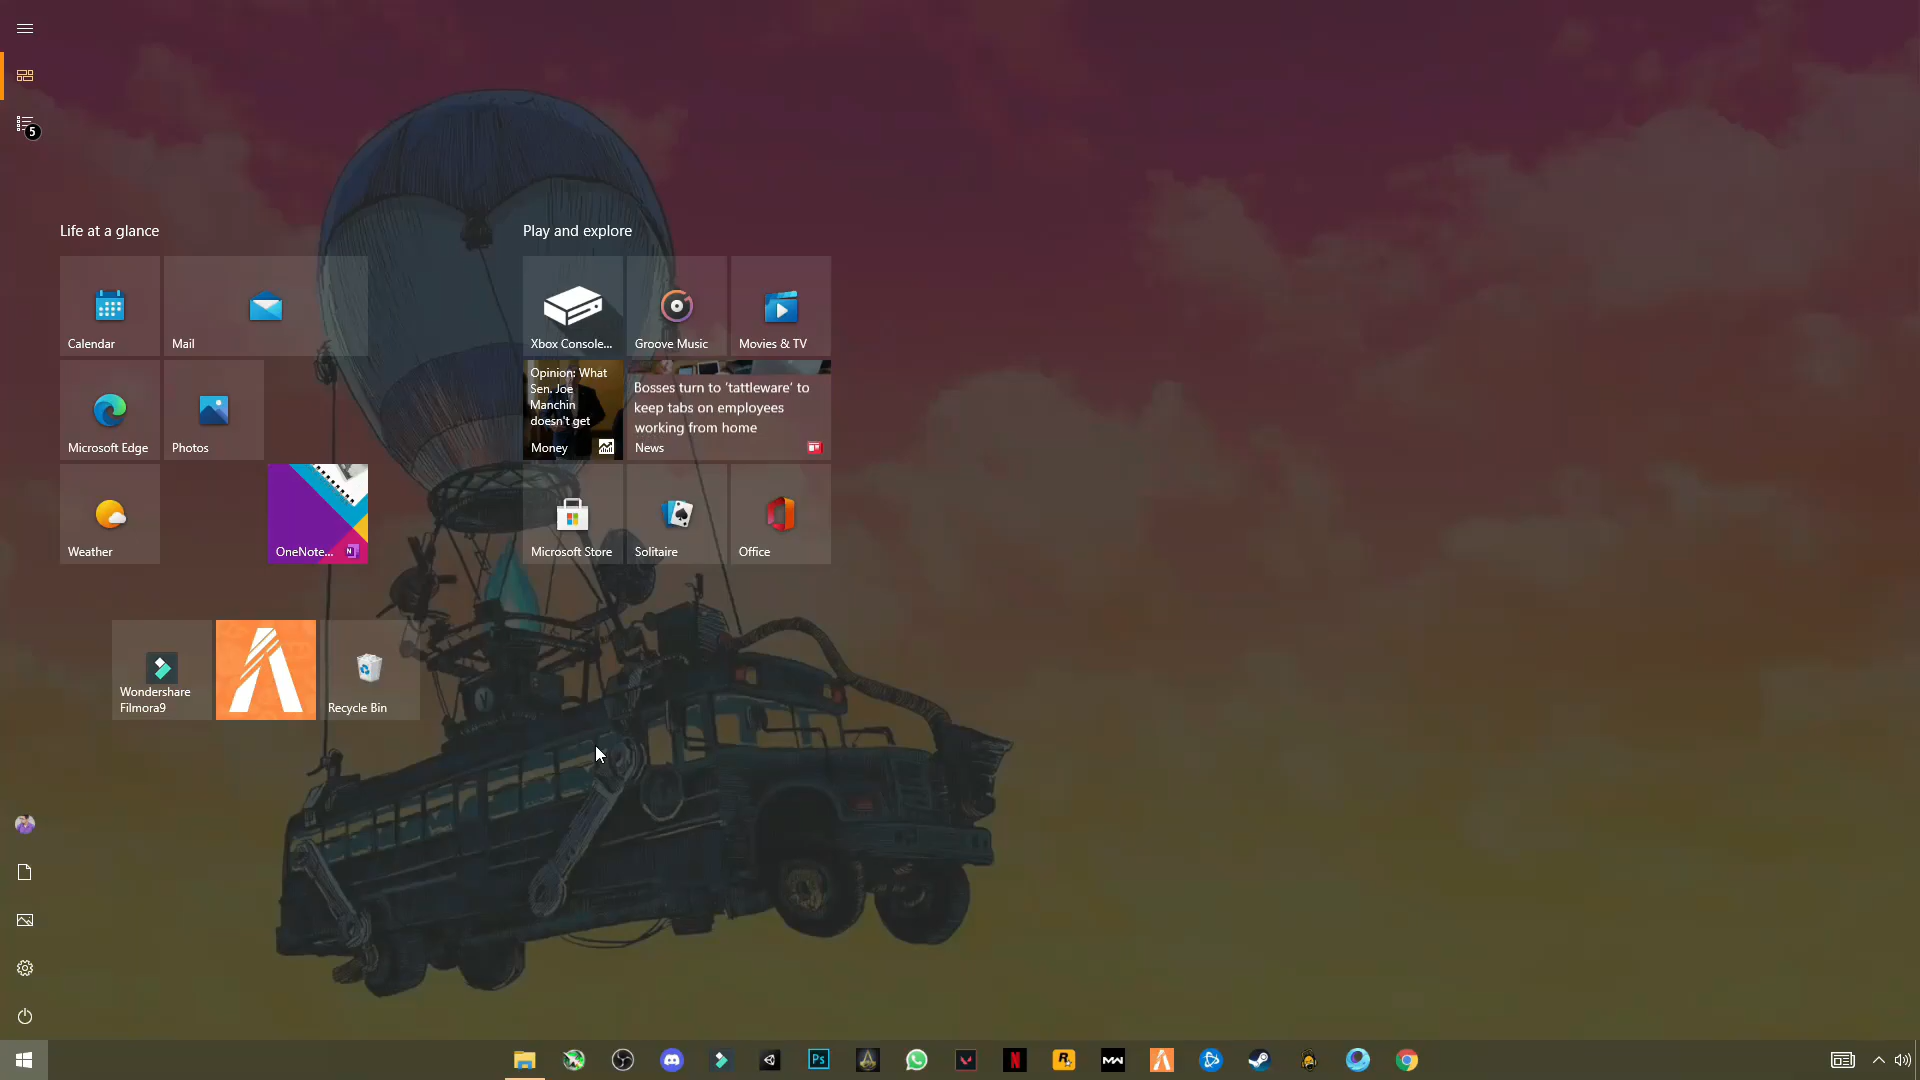 5
Life at a glance
Play and explore
Calendar
Mail
Xbox Console...
Groove Music
Movies & TV
Microsoft Edge
Photos
Opinion: What
Sen. Joe
Manchin
doesn't get
Money
Bosses turn to 'tattleware' to
keep tabs on employees
working from home
News
Weather
OneNote...
N
Microsoft Store
Solitaire
Office
Wondershare
Filmora9
Recycle Bin
Ps
N
R
MW